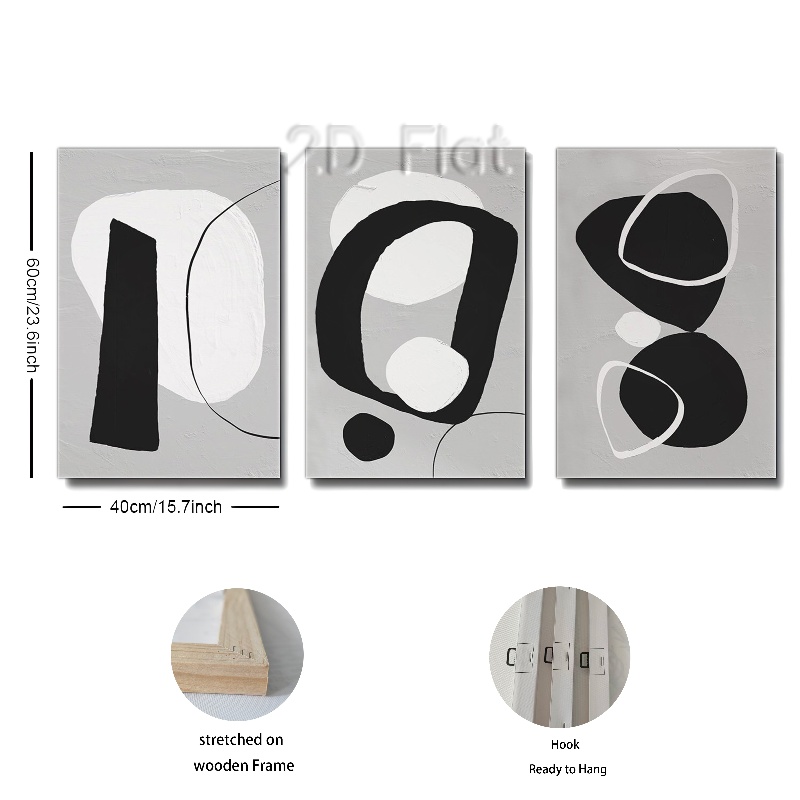 2D Flat
60cm/23.6inch
40cm/15.7inch
stretched on
wooden Frame
Hook
Ready to Hang